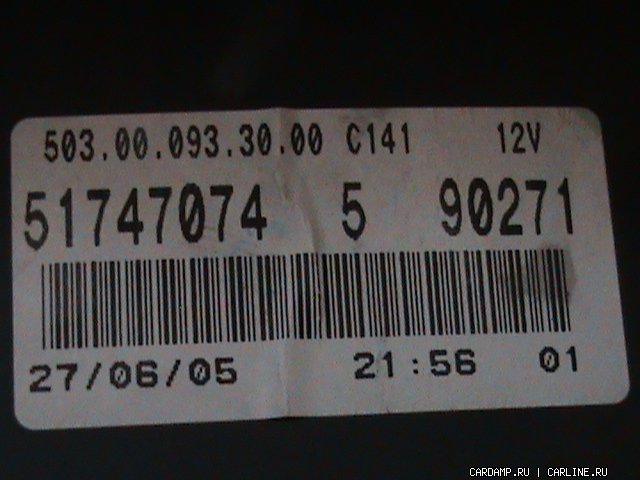 503.00.093.30.00 C141 12V
51747074 5 90271
27/06/05 21:56 01
CARDAMP.RU | CARLINE.RU